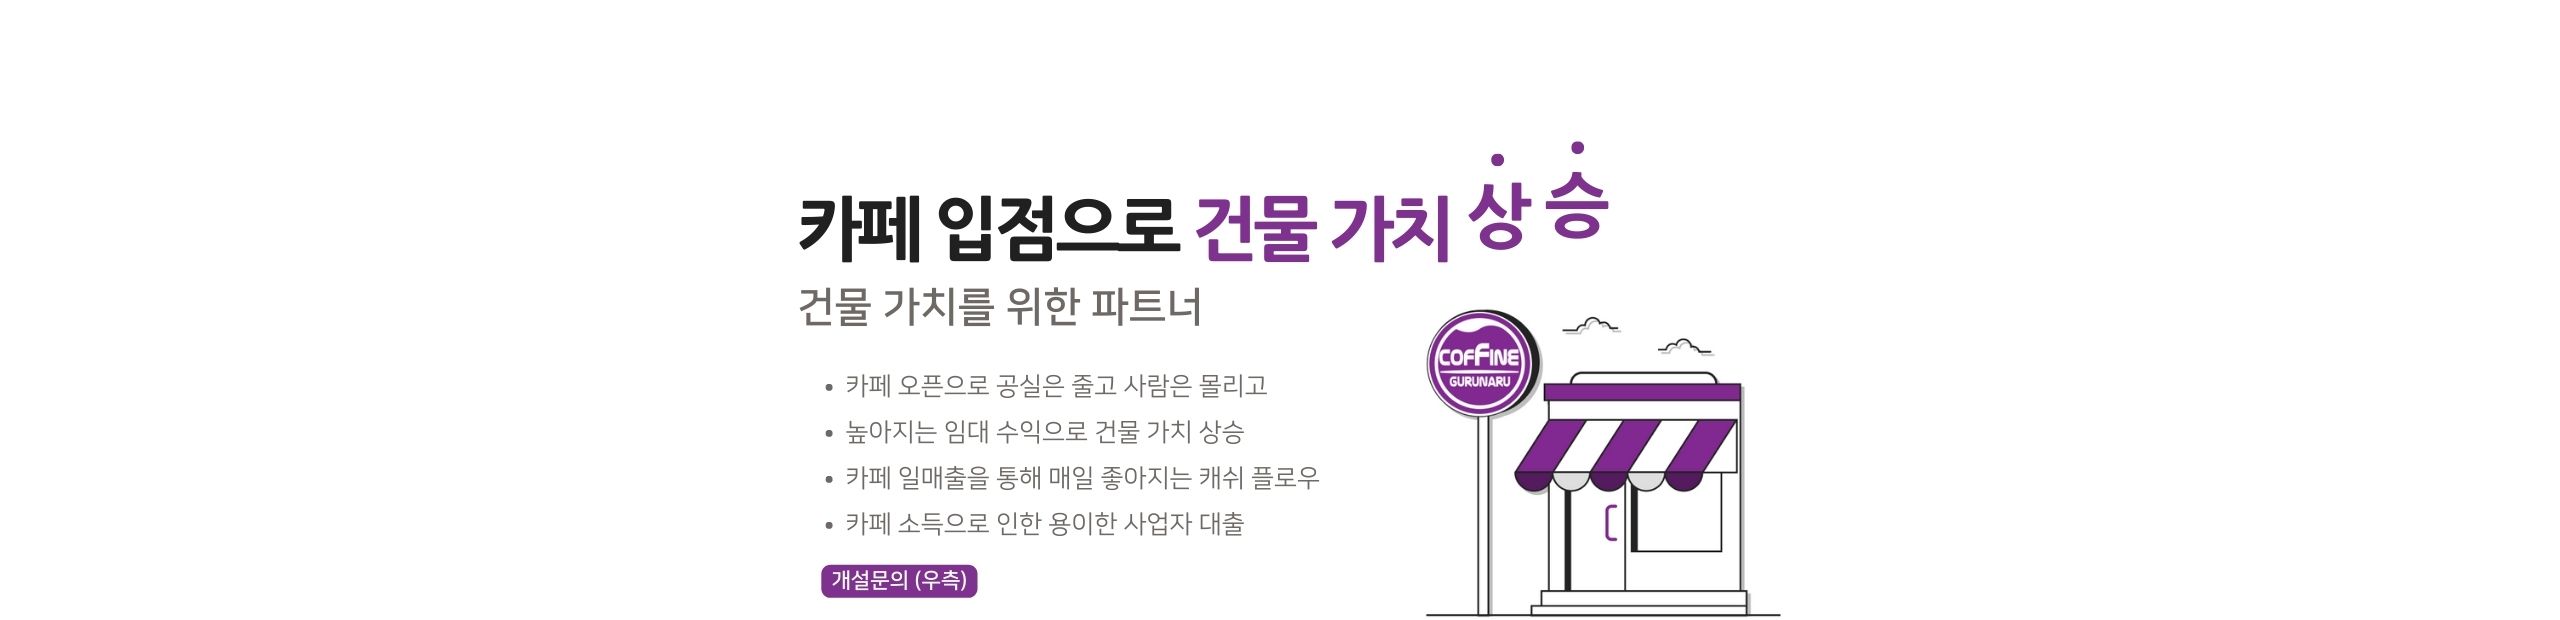 카페 입점으로 건물 가치 상승
건물 가치를 위한 파트너
• 카페 오픈으로 공실은 줄고 사람은 몰리고
• 높아지는 임대 수익으로 건물 가치 상승
• 카페 일매출을 통해 매일 좋아지는 캐쉬 플로우
• 카페 소득으로 인한 용이한 사업자 대출
개설문의 (우측)
COFFINE
GURUNARU